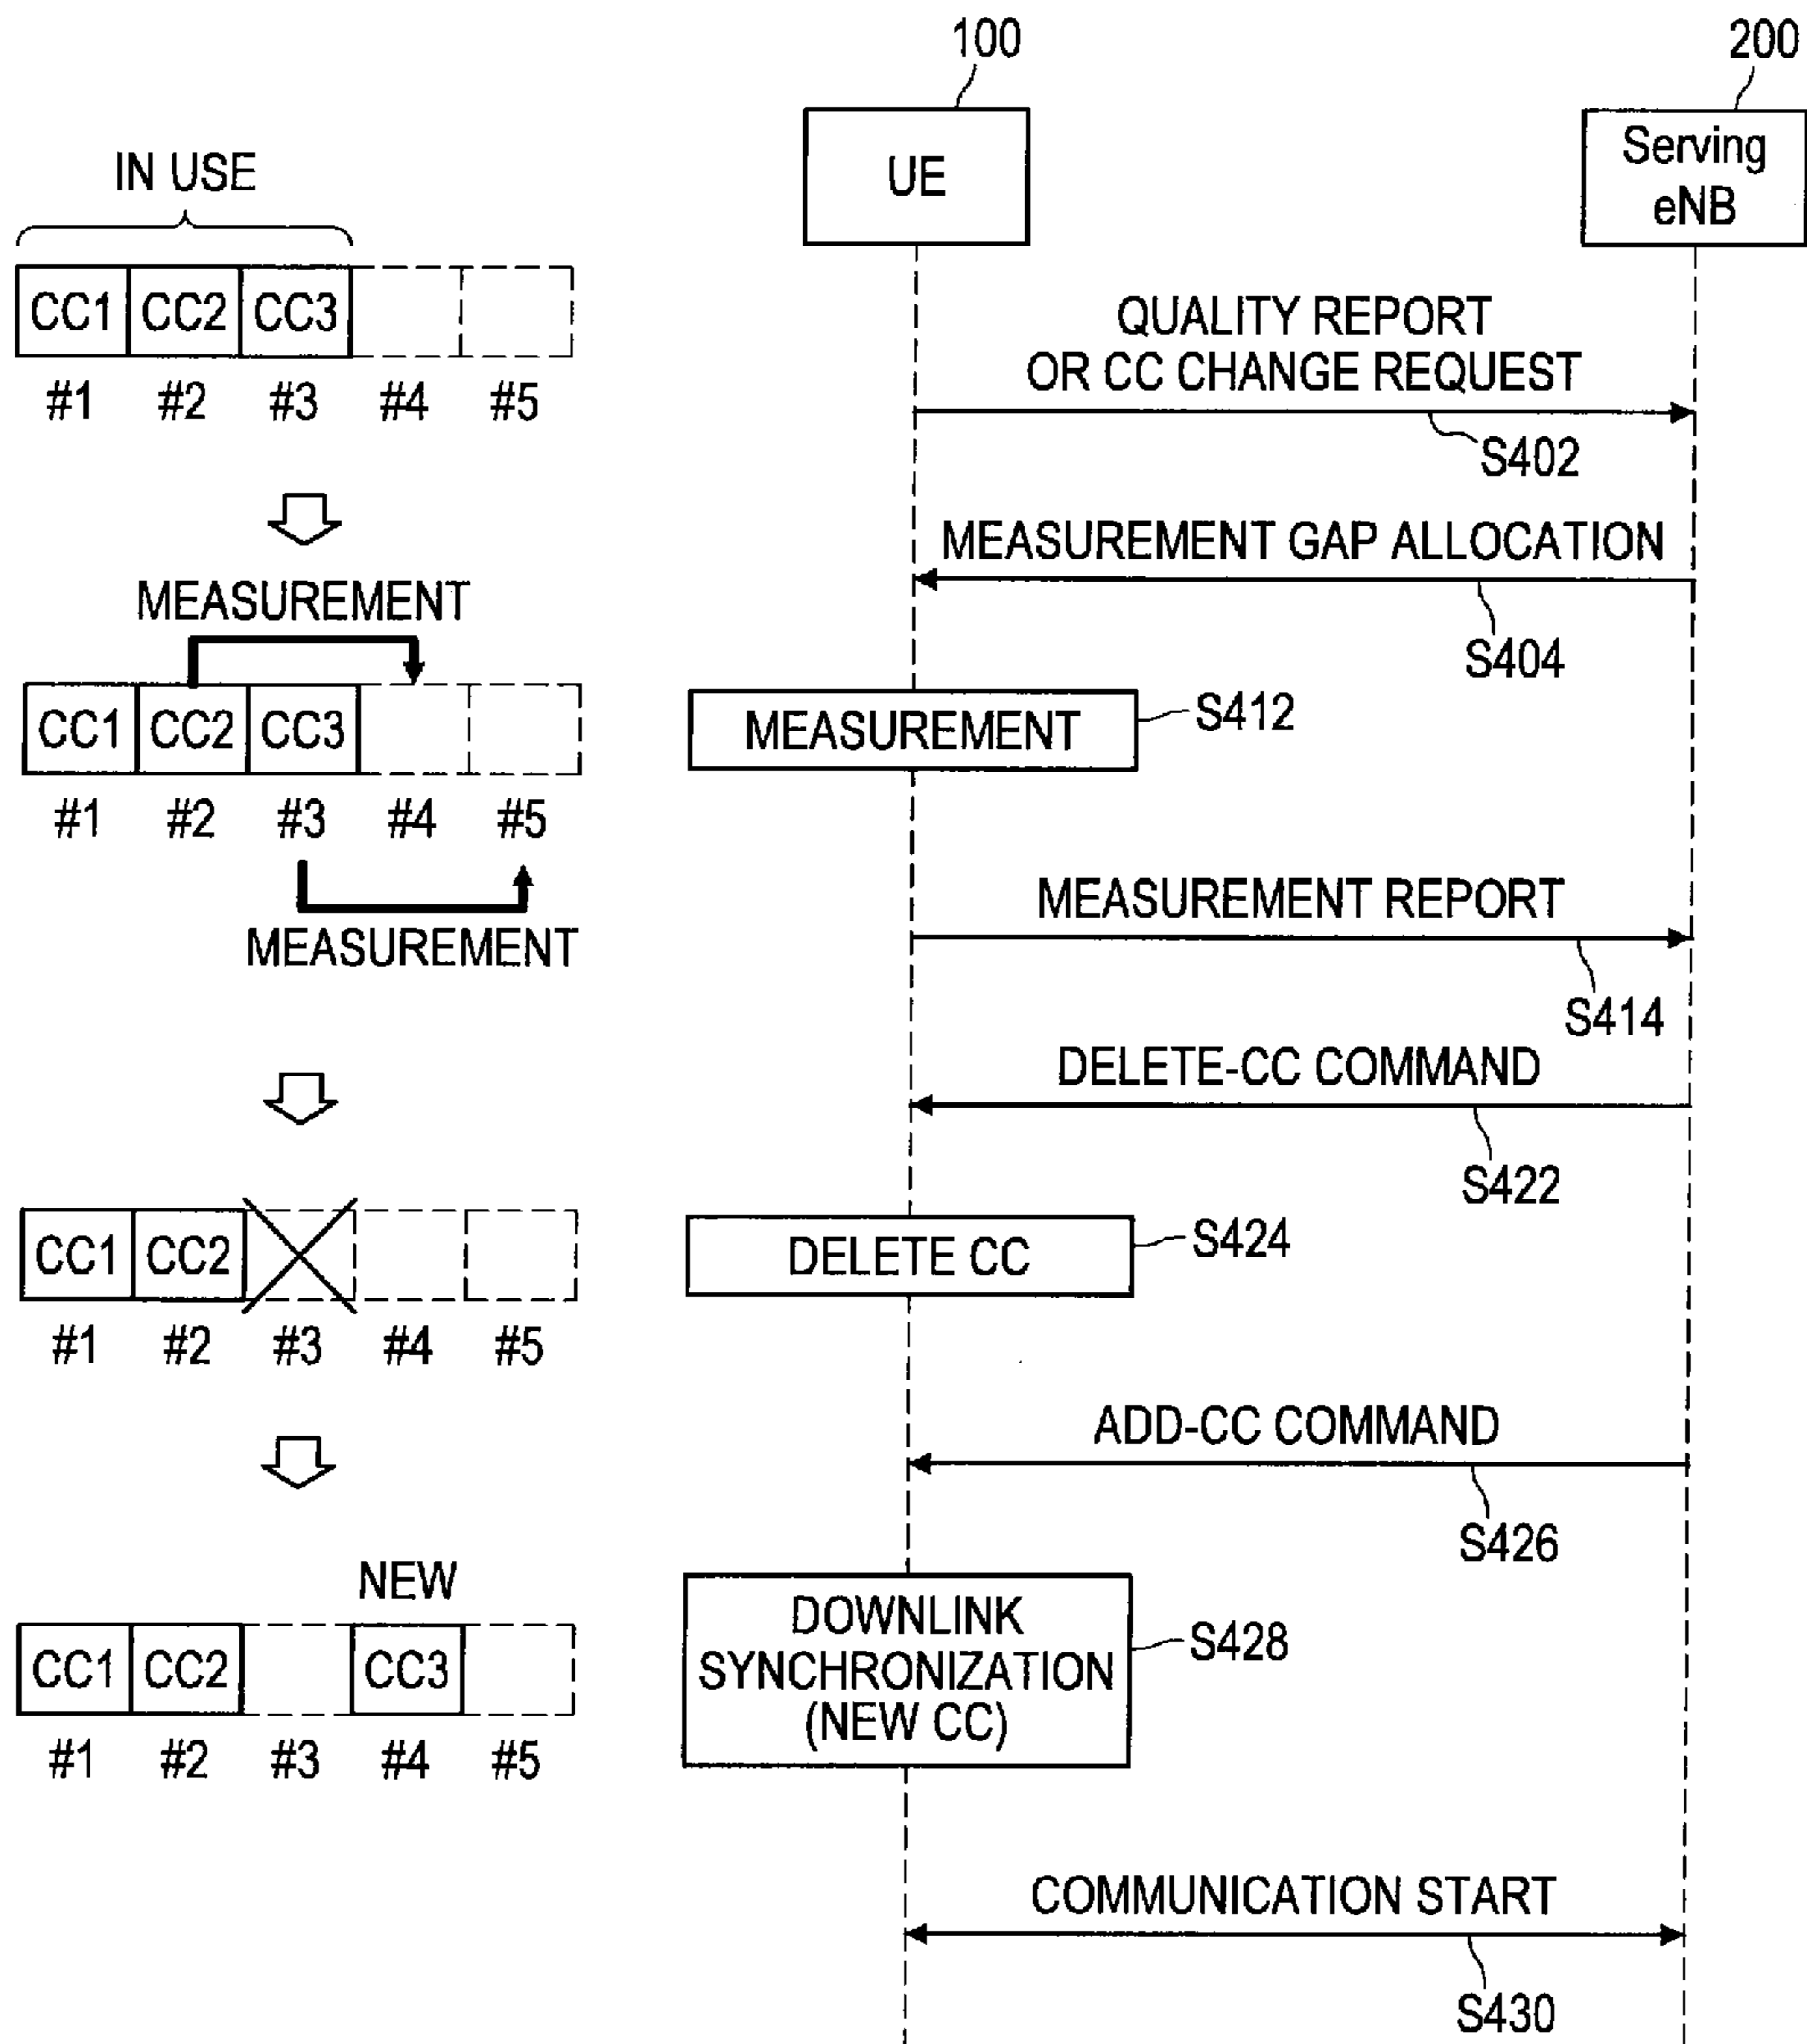 100
200
UE
Serving
eNB
IN USE
CC1 CC2 CC3
#1 #2 #3 #4 #5
QUALITY REPORT
OR CC CHANGE REQUEST
S402
MEASUREMENT GAP ALLOCATION
S404
MEASUREMENT
CC1 CC2 CC3
#1 #2 #3 #4 #5
MEASUREMENT
MEASUREMENT
S412
MEASUREMENT REPORT
S414
DELETE-CC COMMAND
S422
CC1 CC2
#1 #2 #3 #4 #5
DELETE CC
S424
ADD-CC COMMAND
S426
NEW
CC1 CC2 CC3
#1 #2 #3 #4 #5
DOWNLINK
SYNCHRONIZATION
(NEW CC)
S428
COMMUNICATION START
S430